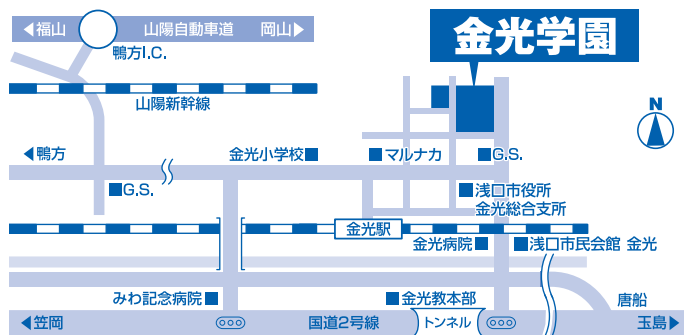 ◀福山 山陽自動車道 岡山▶
鴨方I.C.
金光学園
山陽新幹線
N
◀鴨方
金光小学校■
■マルナカ
■G.S.
■G.S.
■浅口市役所
金光総合支所
金光駅
金光病院■
■浅口市民会館 金光
みわ記念病院■
■金光教本部
唐船
◀笠岡
国道2号線
トンネル
玉島▶